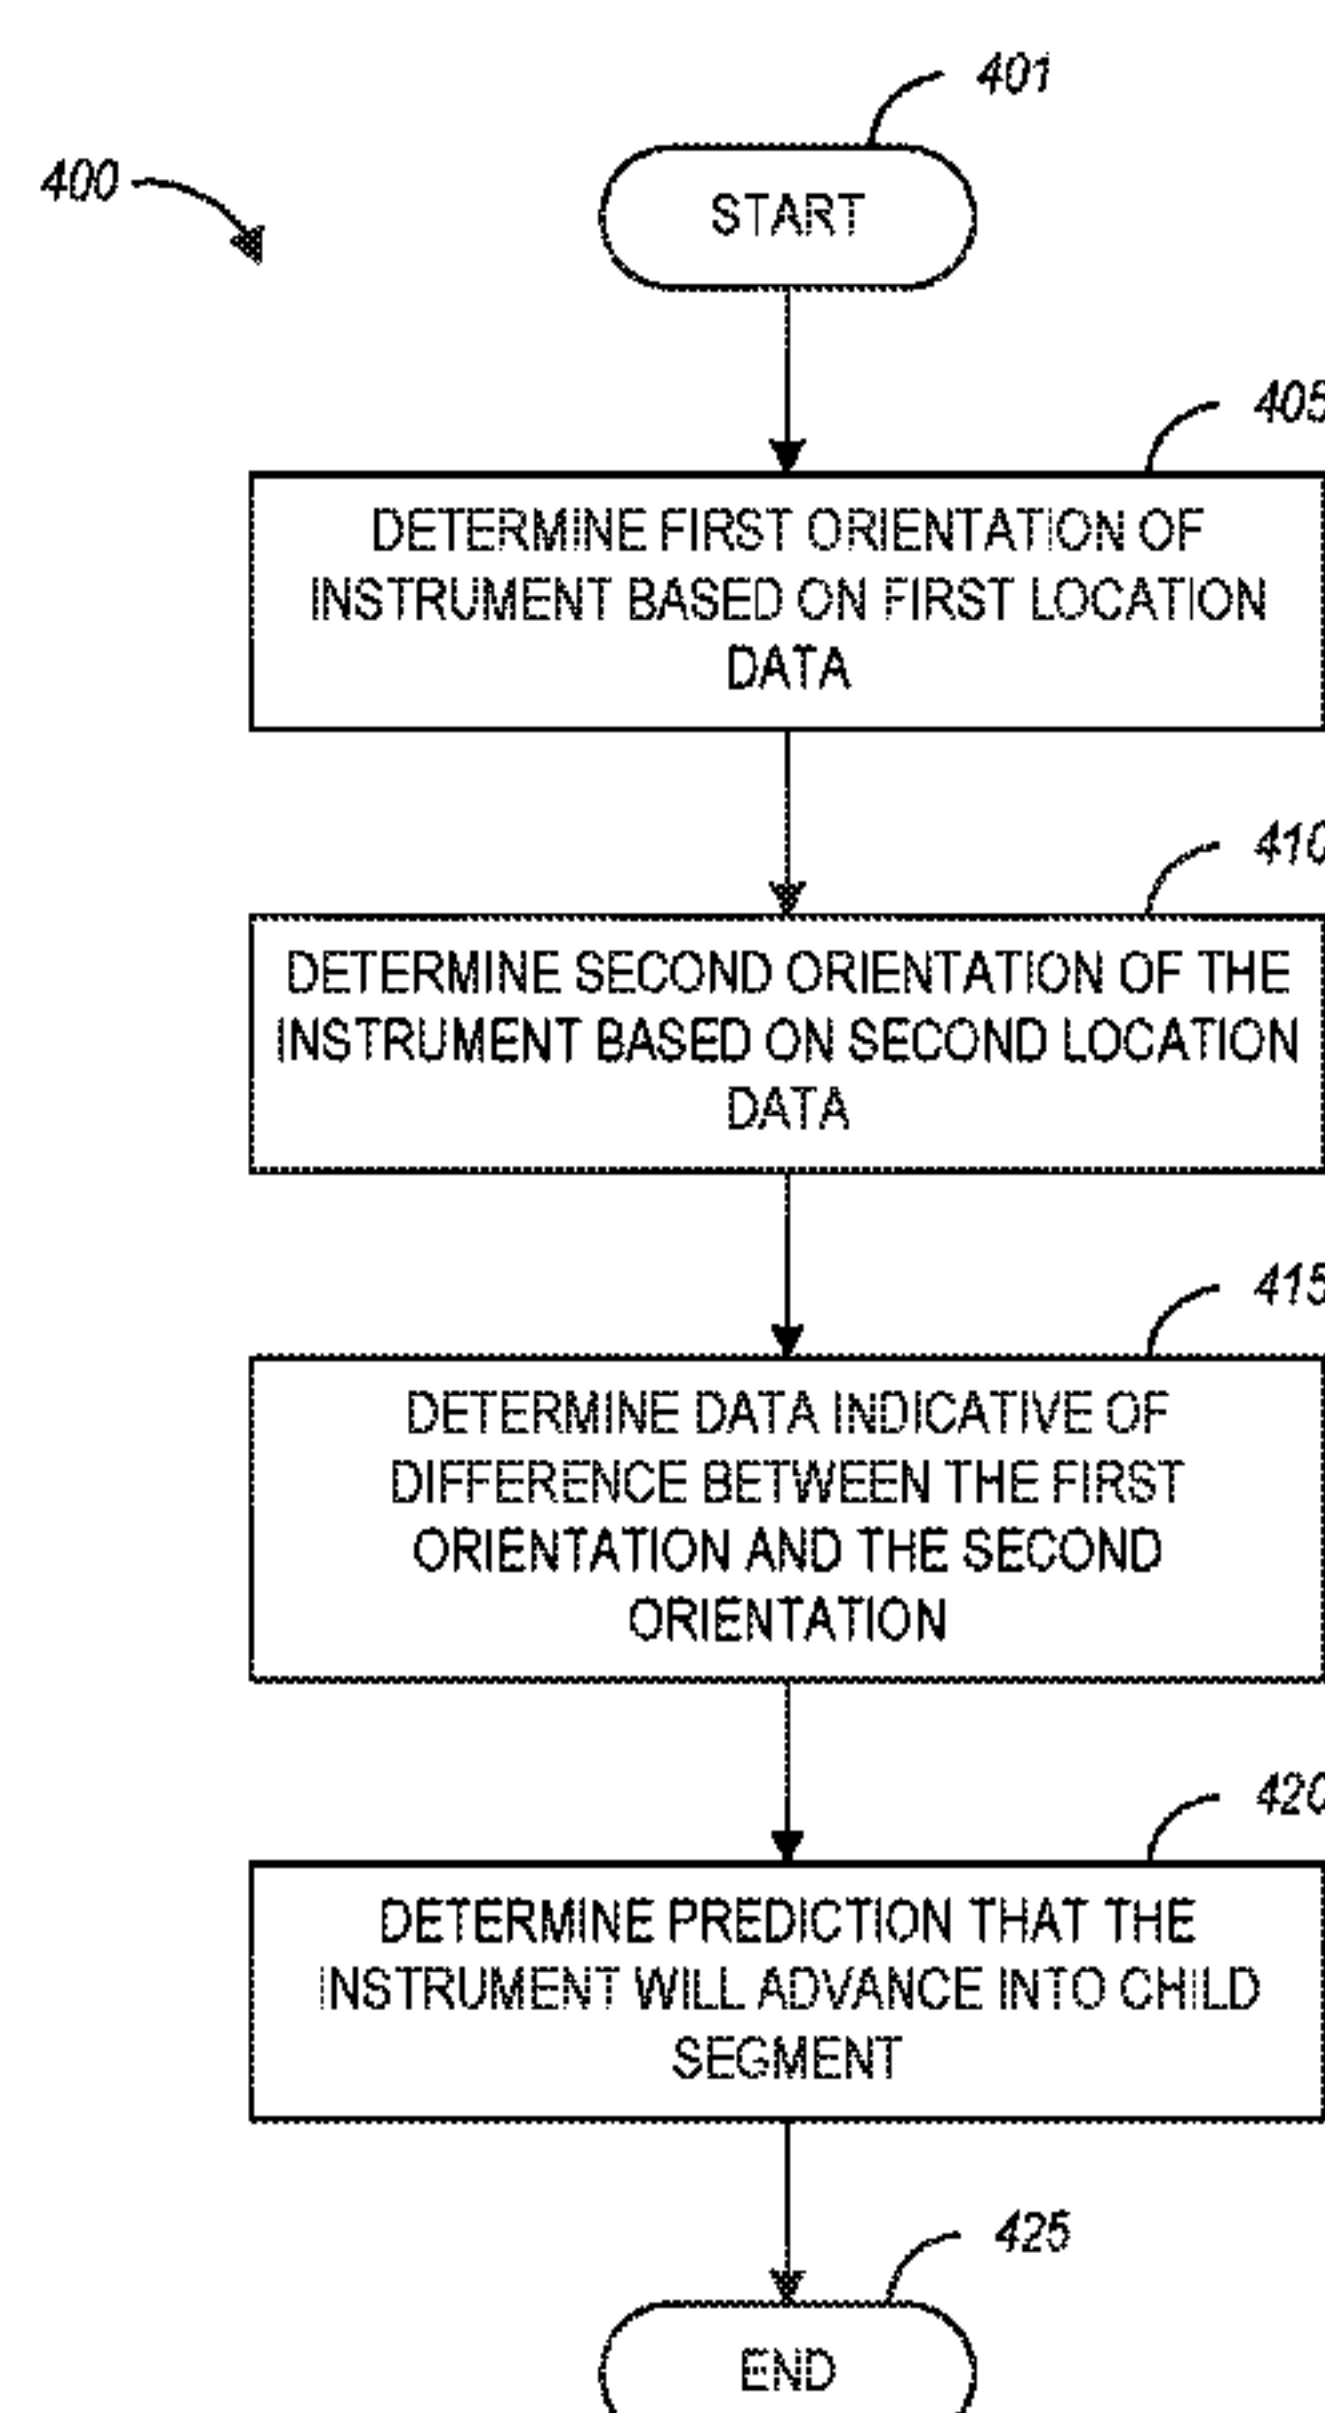 401
400
START
405
DETERMINE FIRST ORIENTATION OF
INSTRUMENT BASED ON FIRST LOCATION
DATA
410
DETERMINE SECOND ORIENTATION OF THE
INSTRUMENT BASED ON SECOND LOCATION
DATA
415
DETERMINE DATA INDICATIVE OF
DIFFERENCE BETWEEN THE FIRST
ORIENTATION AND THE SECOND
ORIENTATION
420
DETERMINE PREDICTION THAT THE
INSTRUMENT WILL ADVANCE INTO CHILD
SEGMENT
425
END